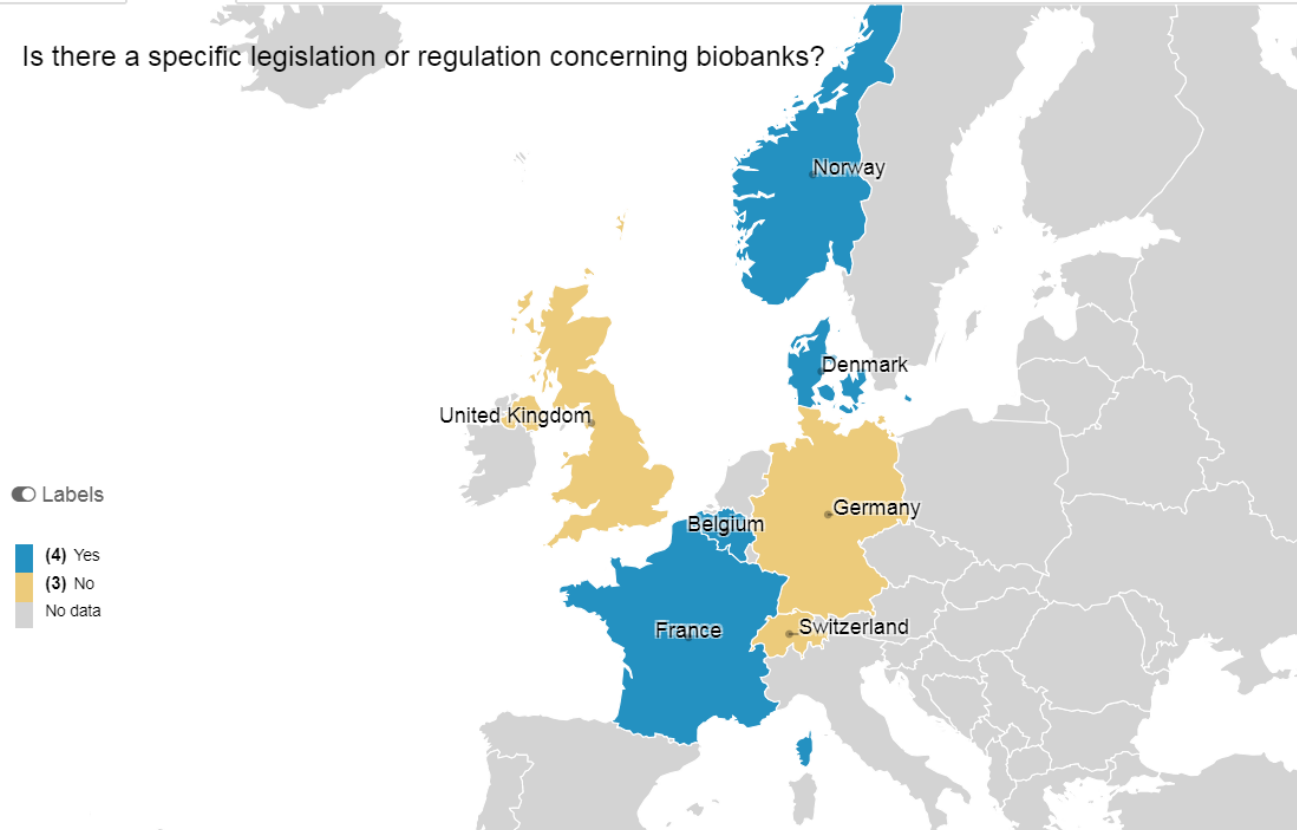 Is there a specific legislation or regulation concerning biobanks?
Norway
Denmark
United Kingdom
Labels
Germany
Belgium
(4) Yes
(3) No
No data
France
Switzerland